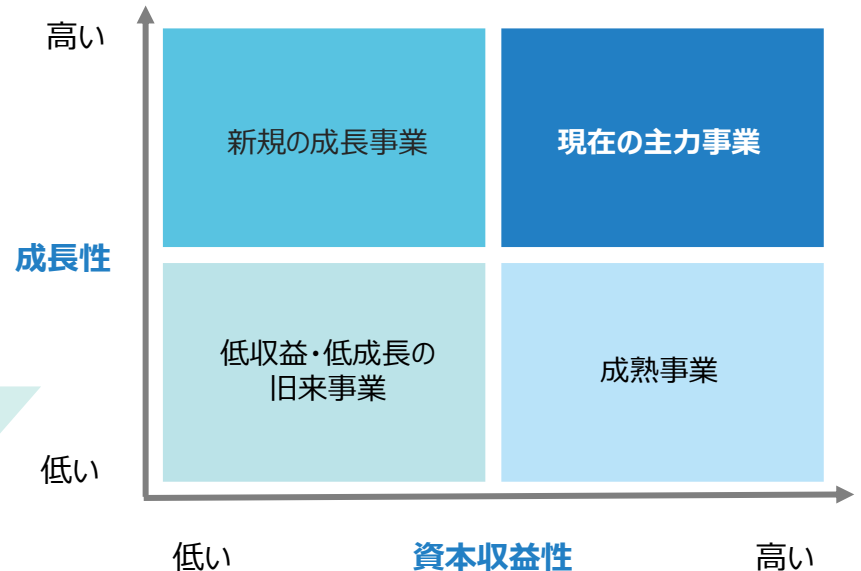 高い
新規の成長事業
現在の主力事業
成長性
低収益・低成長の
旧来事業
成熟事業
低い
低い
資本収益性
高い